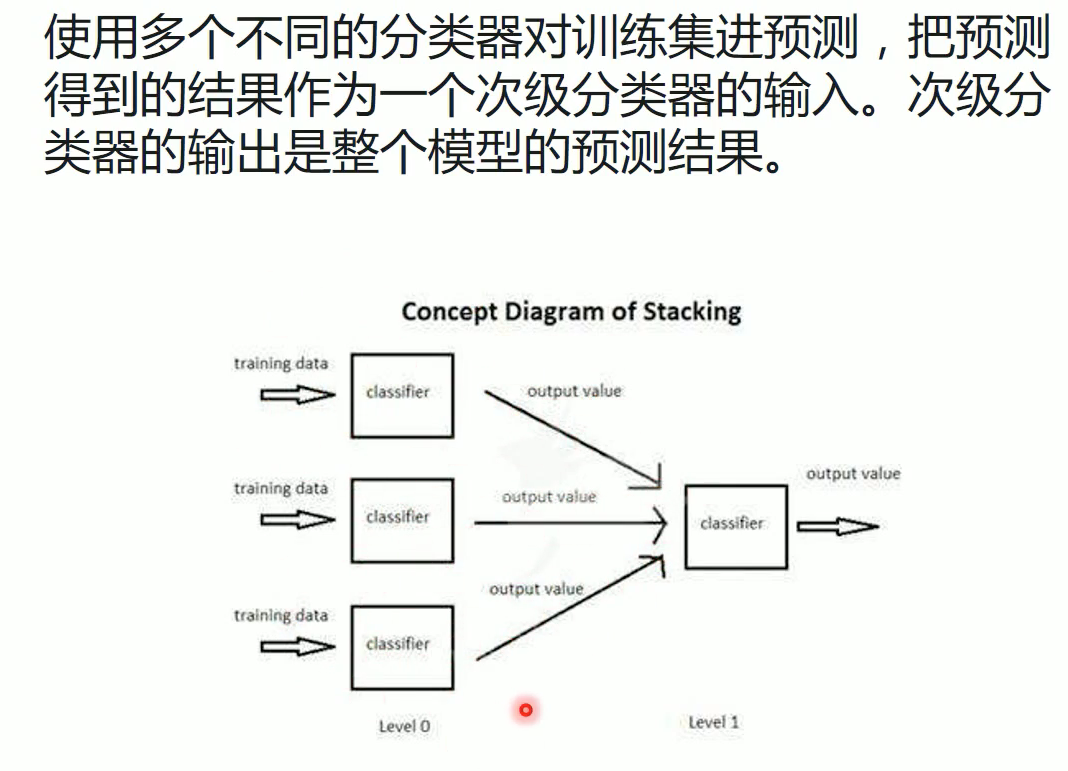 使用多个不同的分类器对训练集进预测，把预测
得到的结果作为一个次级分类器的输入。次级分
类器的输出是整个模型的预测结果。
Concept Diagram of Stacking
training data
classifier
output value
training data
classifier
output value
output value
classifier
output value
training data
classifier
Level 0
Level 1